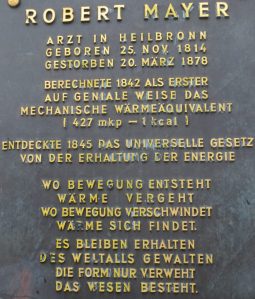 ROBERT MAYER
ARZT IN HEILBRONN
GEBOREN 25. NOV. 1814
GESTORBEN 20. MÄRZ 1878
BERECHNETE 1842 ALS ERSTER
AUF GENIALE WEISE DAS
MECHANISCHE WÄRMEÄQUIVALENT
( 427 mkp — 1 kcal )
ENTDECKTE 1845 DAS UNIVERSELLE GESETZ
VON DER ERHALTUNG DER ENERGIE
WO BEWEGUNG ENTSTEHT
WÄRME VERGEHT
WO BEWEGUNG VERSCHWINDET
WÄRME SICH FINDET.
ES BLEIBEN ERHALTEN
DES WELTALLS GEWALTEN
DIE FORM NUR VERWEHT
DAS WESEN BESTEHT.